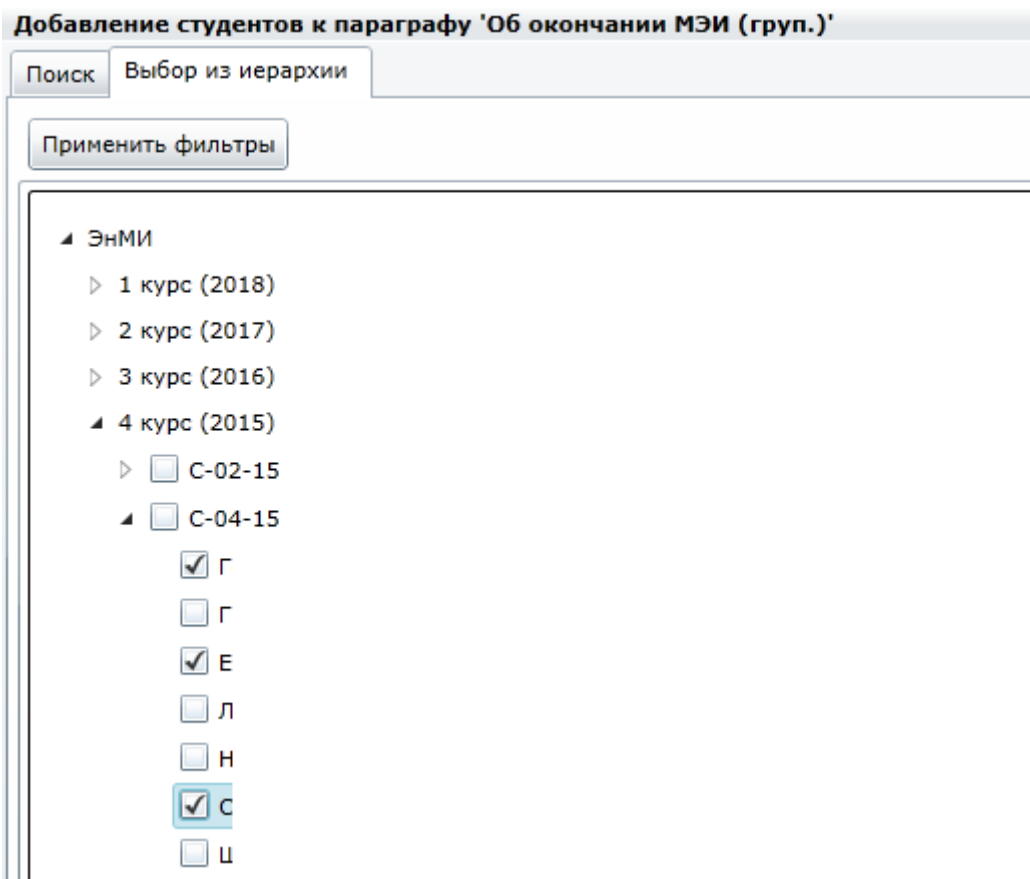 Добавление студентов к параграфу 'Об окончании МЭИ (груп.)'
Поиск Выбор из иерархии
Применить фильтры
ЭнМИ
1 курс (2018)
2 курс (2017)
3 курс (2016)
4 курс (2015)
С-02-15
С-04-15
Г
Г
Е
Л
Н
С
Ш